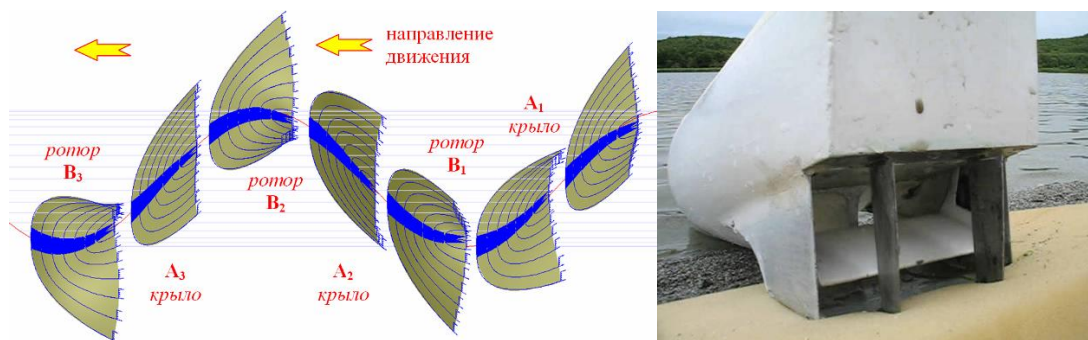 направление
движения
A₁
крыло
ротор
B₃
ротор
B₂
ротор
B₁
A₃
крыло
A₂
крыло